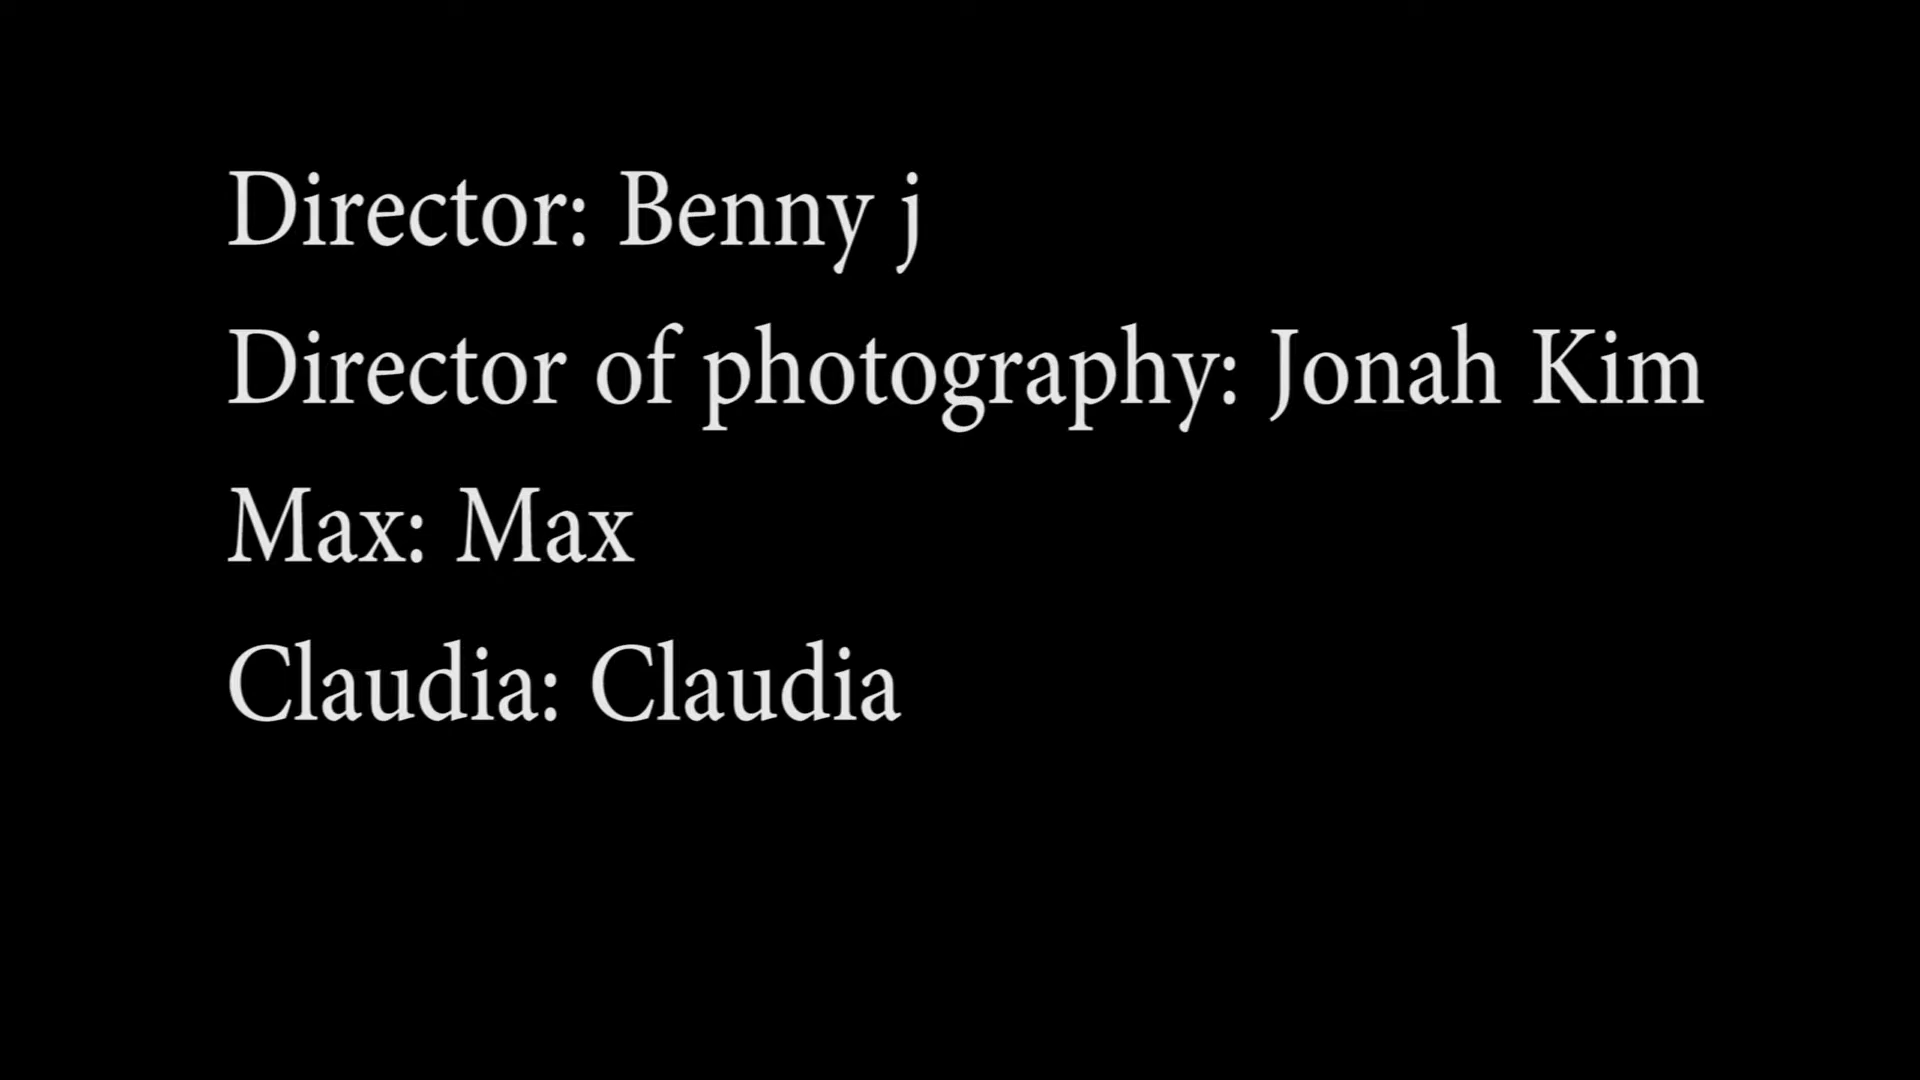 Director: Benny j
Director of photography: Jonah Kim
Max: Max
Claudia: Claudia